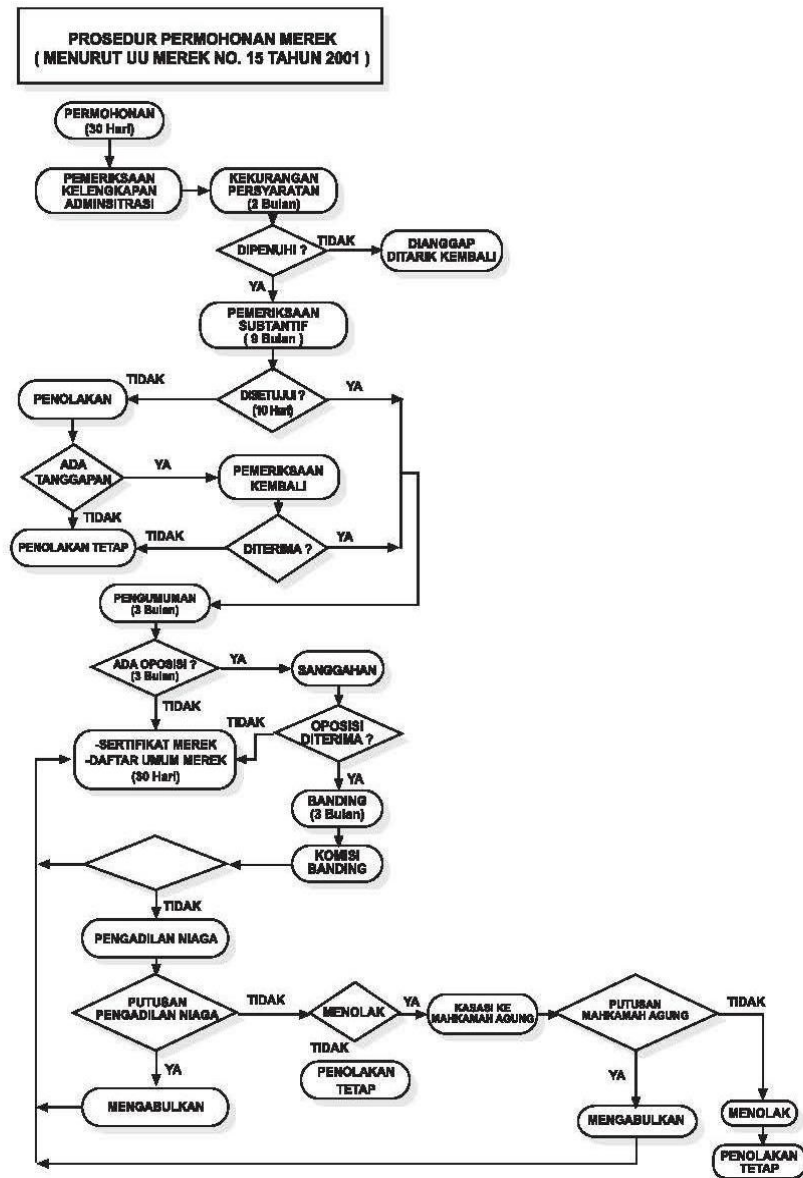 PROSEDUR PERMOHONAN MEREK
( MENURUT UU MEREK NO. 15 TAHUN 2001 )
PERMOHONAN
(30 Hari)
PEMERIKSAAN
KELENGKAPAN
ADMINSITRASI
KEKURANGAN
PERSYARATAN
(2 Bulan)
DIPENUHI ?
TIDAK
DIANGGAP
DITARIK KEMBALI
YA
PEMERIKSAAN
SUBTANTIF
( 9 Bulan )
DISETUJUI ?
(10 Hari)
TIDAK
YA
PENOLAKAN
ADA
TANGGAPAN
YA
PEMERIKSAAN
KEMBALI
TIDAK
PENOLAKAN TETAP
TIDAK
DITERIMA ?
YA
PENGUMUMAN
(3 Bulan)
ADA OPOSISI ?
(3 Bulan)
YA
SANGGAHAN
TIDAK
OPOSISI
DITERIMA ?
TIDAK
-SERTIFIKAT MEREK
-DAFTAR UMUM MEREK
(30 Hari)
YA
BANDING
(3 Bulan)
KOMISI
BANDING
TIDAK
PENGADILAN NIAGA
PUTUSAN
PENGADILAN NIAGA
TIDAK
MENOLAK
YA
KASASI KE
MAHKAMAH AGUNG
PUTUSAN
MAHKAMAH AGUNG
TIDAK
TIDAK
PENOLAKAN
TETAP
YA
MENGABULKAN
YA
MENGABULKAN
MENOLAK
PENOLAKAN
TETAP